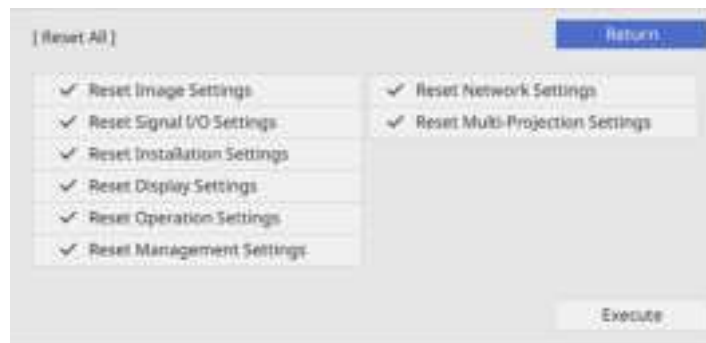 [ Reset All ]
Return
Reset Image Settings
Reset Signal I/O Settings
Reset Installation Settings
Reset Display Settings
Reset Operation Settings
Reset Management Settings
Reset Network Settings
Reset Multi-Projection Settings
Execute